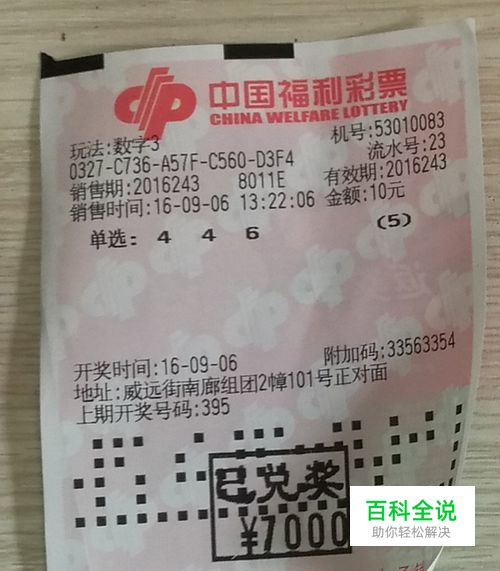 中国福利彩票
CHINA WELFARE LOTTERY
玩法:数字3 机号:53010083
0327-C736-A57F-C560-D3F4 流水号:23
销售期:2016243 8011E 有效期:2016243
销售时间:16-09-06 13:22:06 金额:10元
单选: 4 4 6 (5)
开奖时间:16-09-06 附加码:33563354
地址:威远街南廊组团2幢101号正对面
上期开奖号码:395
已兑奖
¥7000
百科全说
助你轻松解决